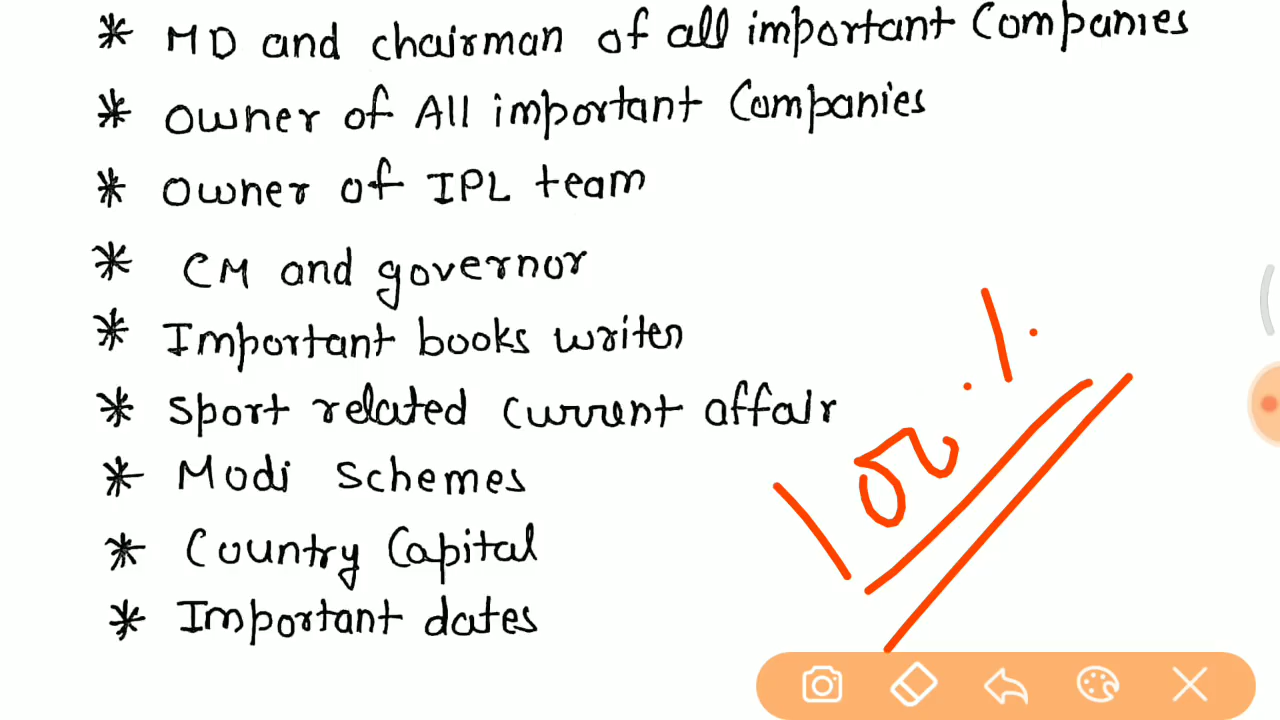 * MD and chairman of all important Companies
* Owner of All important Companies
* Owner of IPL team
* CM and governor
* Important books writer
* Sport related current affair
* Modi Schemes
* Country Capital
* Important dates
100 %